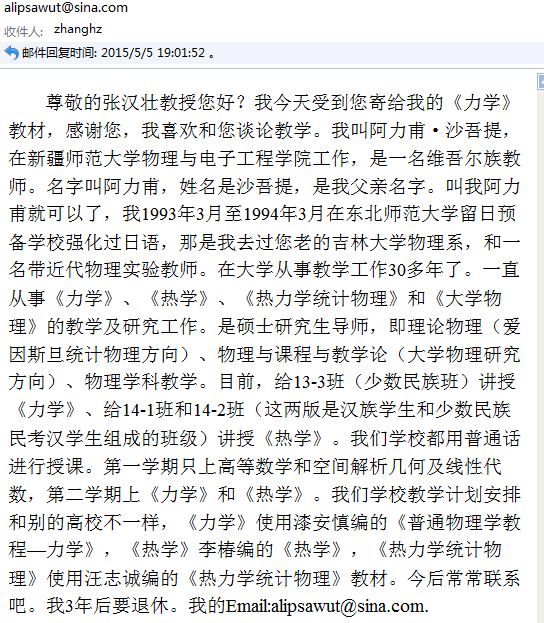 alipsawut@sina.com
收件人: zhanghz
邮件回复时间: 2015/5/5 19:01:52 。
尊敬的张汉壮教授您好？我今天受到您寄给我的《力学》
教材，感谢您，我喜欢和您谈论教学。我叫阿力甫·沙吾提，
在新疆师范大学物理与电子工程学院工作，是一名维吾尔族教
师。名字叫阿力甫，姓名是沙吾提，是我父亲名字。叫我阿力
甫就可以了，我1993年3月至1994年3月在东北师范大学留日预
备学校强化过日语，那是我去过您老的吉林大学物理系，和一
名带近代物理实验教师。在大学从事教学工作30多年了。一直
从事《力学》、《热学》、《热力学统计物理》和《大学物
理》的教学及研究工作。是硕士研究生导师，即理论物理（爱
因斯旦统计物理方向）、物理与课程与教学论（大学物理研究
方向）、物理学科教学。目前，给13-3班（少数民族班）讲授
《力学》、给14-1班和14-2班（这两版是汉族学生和少数民族
民考汉学生组成的班级）讲授《热学》。我们学校都用普通话
进行授课。第一学期只上高等数学和空间解析几何及线性代
数，第二学期上《力学》和《热学》。我们学校教学计划安排
和别的高校不一样，《力学》使用漆安慎编的《普通物理学教
程—力学》，《热学》李椿编的《热学》，《热力学统计物
理》使用汪志诚编的《热力学统计物理》教材。今后常常联系
吧。我3年后要退休。我的Email:alipsawut@sina.com.